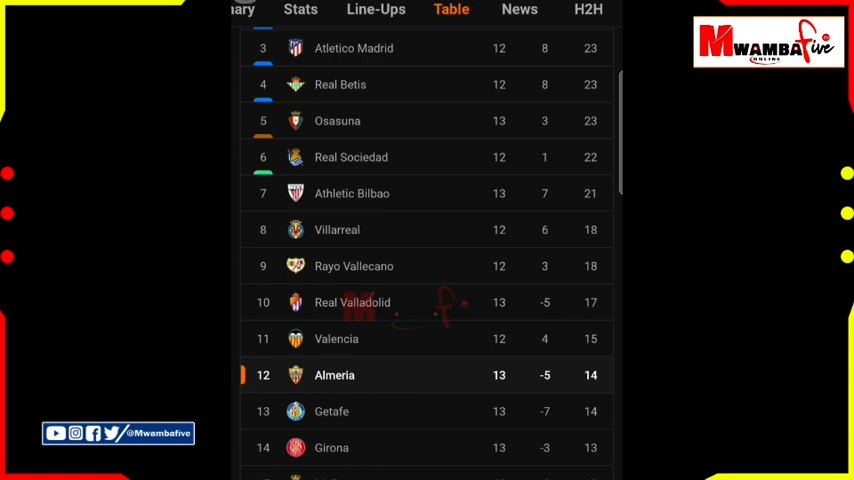 nary Stats Line-Ups Table News H2H
MWAMBA Five
ONLINE
3 Atletico Madrid 12 8 23
4 Real Betis 12 8 23
5 Osasuna 13 3 23
6 Real Sociedad 12 1 22
7 Athletic Bilbao 13 7 21
8 Villarreal 12 6 18
9 Rayo Vallecano 12 3 18
10 Real Valladolid 13 -5 17
11 Valencia 12 4 15
12 Almeria 13 -5 14
13 Getafe 13 -7 14
14 Girona 13 -3 13
/@Mwambafive